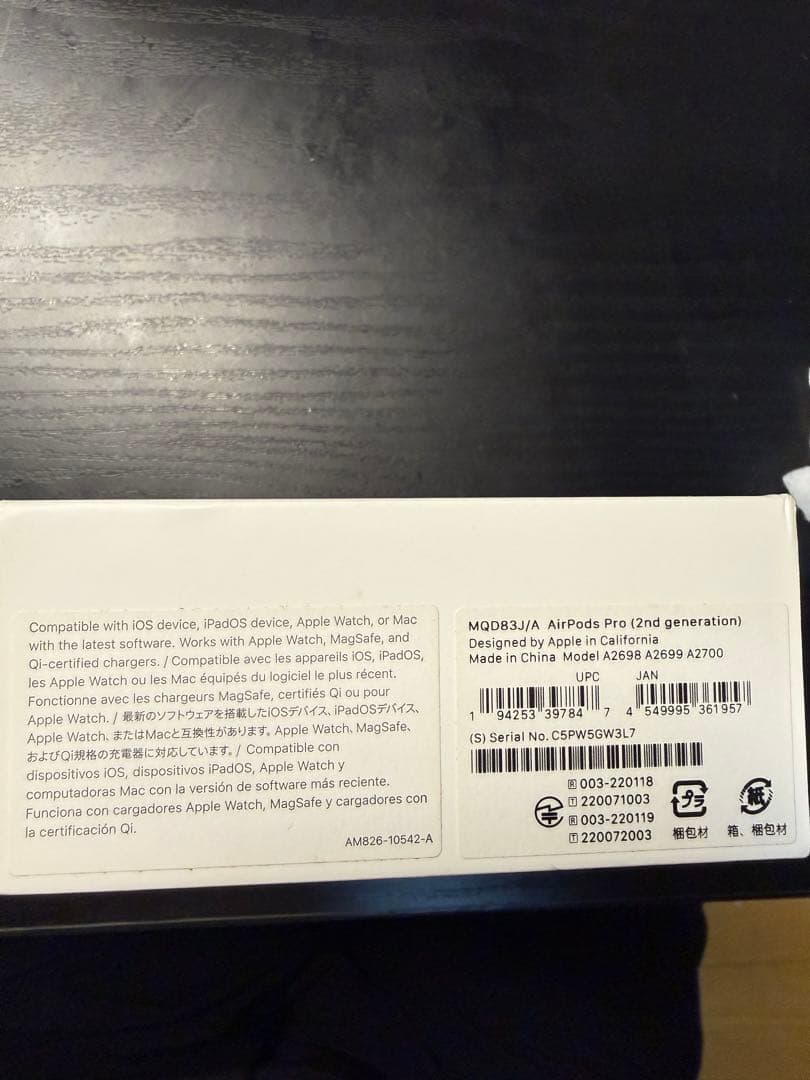 Compatible with iOS device, iPadOS device, Apple Watch, or Mac
with the latest software. Works with Apple Watch, MagSafe, and
Qi-certified chargers. / Compatible avec les appareils iOS, iPadOS,
les Apple Watch ou les Mac équipés du logiciel le plus récent.
Fonctionne avec les chargeurs MagSafe, certifiés Qi ou pour
Apple Watch. / 最新のソフトウェアを搭載したiOSデバイス、iPadOSデバイス、
Apple Watch、またはMacと互換性があります。Apple Watch、MagSafe、
およびQi規格の充電器に対応しています。/ Compatible con
dispositivos iOS, dispositivos iPadOS, Apple Watch y
computadoras Mac con la versión de software más reciente.
Funciona con cargadores Apple Watch, MagSafe y cargadores con
la certificación Qi.
AM826-10542-A
MQD83J/A AirPods Pro (2nd generation)
Designed by Apple in California
Made in China Model A2698 A2699 A2700
UPC JAN
1 94253 39784 7 4 549995 361957
(S) Serial No. C5PW5GW3L7
R 003-220118
T 220071003
R 003-220119
T 220072003
プラ
梱包材
紙
箱、梱包材